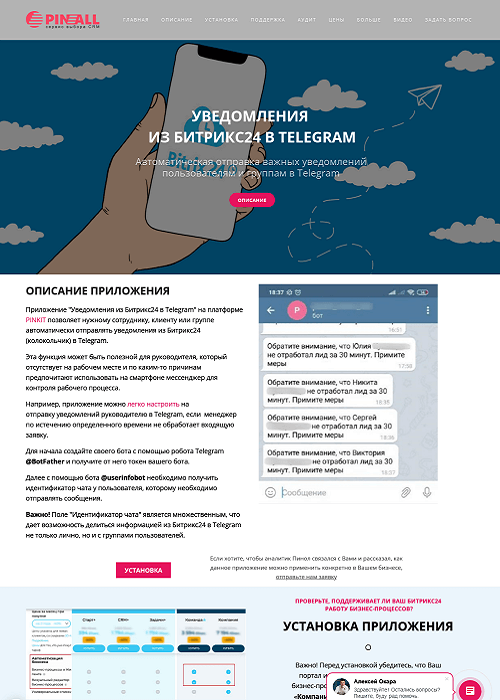 PINALL
сервис выбора CRM
ГЛАВНАЯ ОПИСАНИЕ УСТАНОВКА ПОДДЕРЖКА АУДИТ ЦЕНЫ БОЛЬШЕ ВИДЕО ЗАДАТЬ ВОПРОС
УВЕДОМЛЕНИЯ
ИЗ БИТРИКС24 В TELEGRAM
Автоматическая отправка важных уведомлений
пользователям и группам в Telegram
ОПИСАНИЕ
ОПИСАНИЕ ПРИЛОЖЕНИЯ
Приложение "Уведомления из Битрикс24 в Telegram" на платформе
PINKIT позволяет нужному сотруднику, клиенту или группе
автоматически отправлять уведомления из Битрикс24
(колокольчик) в Telegram.
Эта функция может быть полезной для руководителя, который
отсутствует на рабочем месте и по каким-то причинам
предпочитают использовать на смартфоне мессенджер для
контроля рабочего процесса.
Например, приложение можно легко настроить на
отправку уведомлений руководителю в Telegram, если менеджер
по истечению определенного времени не обработает входящую
заявку.
Для начала создайте своего бота с помощью робота Telegram
@BotFather и получите от него токен вашего бота.
Далее с помощью бота @userinfobot необходимо получить
идентификатор чата у пользователя, которому необходимо
отправлять сообщения.
Важно! Поле "Идентификатор чата" является множественным, что
дает возможность делиться информацией из Битрикс24 в Telegram
не только лично, но и с группами пользователей.
18:37
P
бот
16:51
Обратите внимание, что Юлия
не отработал лид за 30 минут. Примите
меры
17:58
Обратите внимание, что Никита
не отработал лид за 30
минут. Примите меры
18:35
Обратите внимание, что Сергей
не отработал лид за 30
минут. Примите меры
18:36
Обратите внимание, что Виктория
не отработал лид за 30
минут. Примите меры
18:37
Сообщение
УСТАНОВКА
Если хотите, чтобы аналитик Пинол связался с Вами и рассказал, как
данное приложение можно применить конкретно в Вашем бизнесе,
отправьте нам заявку
Старт+ CRM+ Задачи+ Команда+ Компания+
Автоматизация
бизнеса
ПРОВЕРЬТЕ, ПОДДЕРЖИВАЕТ ЛИ ВАШ БИТРИКС24
РАБОТУ БИЗНЕС-ПРОЦЕССОВ?
УСТАНОВКА ПРИЛОЖЕНИЯ
Важно! Перед установкой убедитесь, что Ваш
портал
бизнес-про
«Компани
Алексей Окара
Здравствуйте! Остались вопросы?
Пишите, буду рад помочь